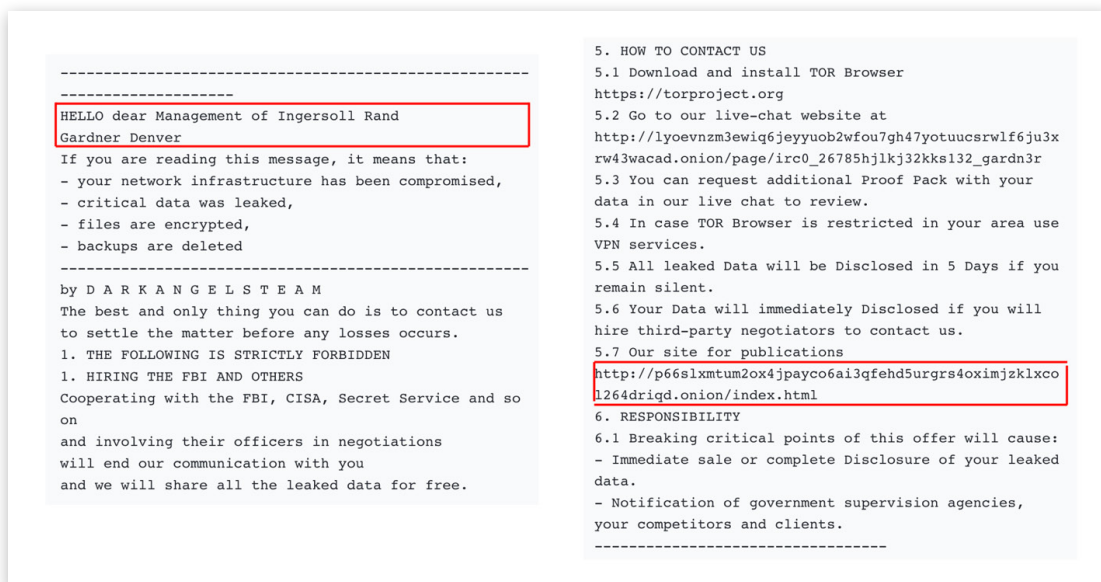 ------------------------------------------------------
--------------------
HELLO dear Management of Ingersoll Rand
Gardner Denver
If you are reading this message, it means that:
- your network infrastructure has been compromised,
- critical data was leaked,
- files are encrypted,
- backups are deleted
------------------------------------------------------
by D A R K A N G E L S T E A M
The best and only thing you can do is to contact us
to settle the matter before any losses occurs.
1. THE FOLLOWING IS STRICTLY FORBIDDEN
1. HIRING THE FBI AND OTHERS
Cooperating with the FBI, CISA, Secret Service and so
on
and involving their officers in negotiations
will end our communication with you
and we will share all the leaked data for free.
5. HOW TO CONTACT US
5.1 Download and install TOR Browser
https://torproject.org
5.2 Go to our live-chat website at
http://lyoevnzm3ewiq6jeyyuob2wfou7gh47yotuucsrwlf6ju3x
rw43wacad.onion/page/irc0_26785hjlkj32kks132_gardn3r
5.3 You can request additional Proof Pack with your
data in our live chat to review.
5.4 In case TOR Browser is restricted in your area use
VPN services.
5.5 All leaked Data will be Disclosed in 5 Days if you
remain silent.
5.6 Your Data will immediately Disclosed if you will
hire third-party negotiators to contact us.
5.7 Our site for publications
http://p66slxmtum2ox4jpayco6ai3qfehd5urgrs4oximjzklxco
l264driqd.onion/index.html
6. RESPONSIBILITY
6.1 Breaking critical points of this offer will cause:
- Immediate sale or complete Disclosure of your leaked
data.
- Notification of government supervision agencies,
your competitors and clients.
---------------------------------